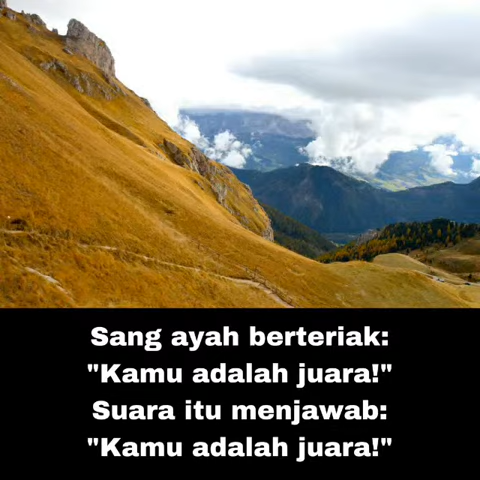 Sang ayah berteriak:
"Kamu adalah juara!"
Suara itu menjawab:
"Kamu adalah juara!"